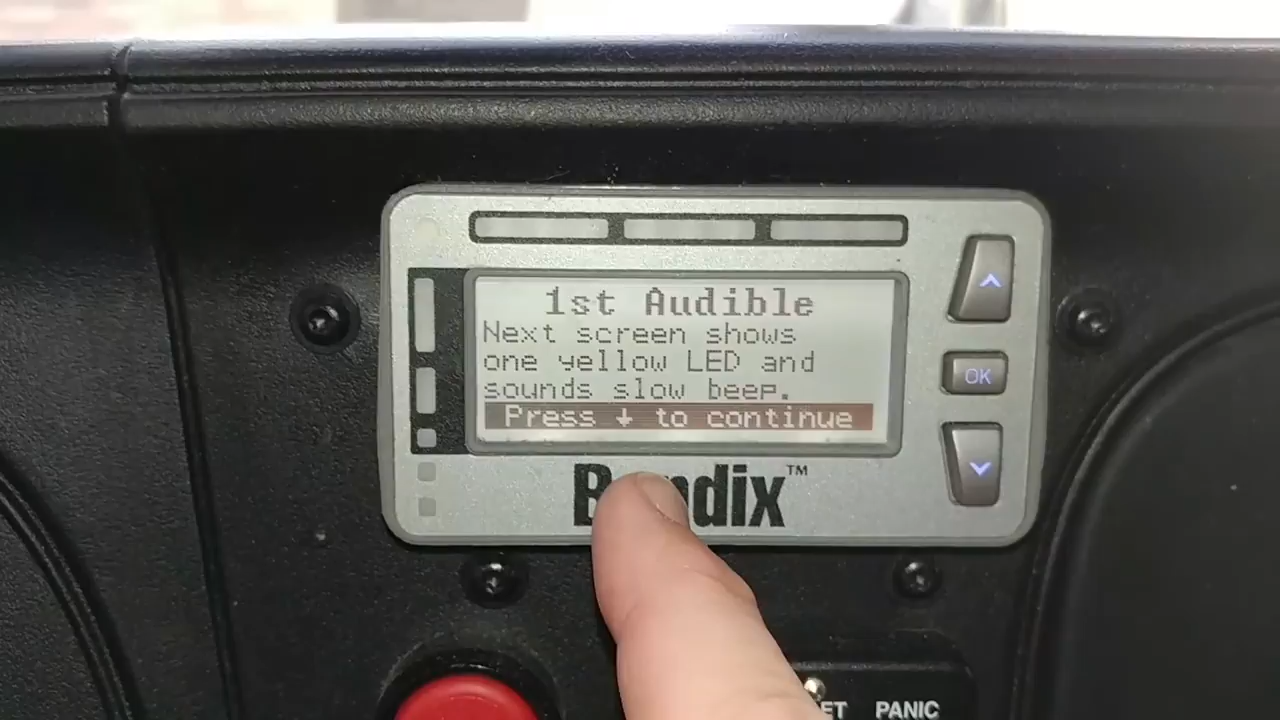 1st Audible
Next screen shows
one yellow LED and
sounds slow beep.
Press ↓ to continue
OK
PANIC